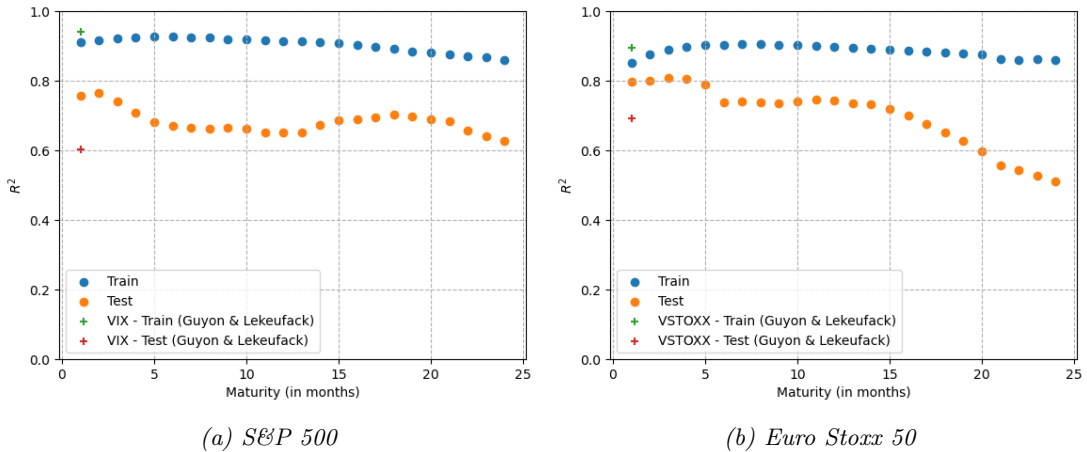 1.0
0.8
0.6
0.4
0.2
0.0
R²
0 5 10 15 20 25
Maturity (in months)
Train
Test
VIX - Train (Guyon & Lekeufack)
VIX - Test (Guyon & Lekeufack)
(a) S&P 500
1.0
0.8
0.6
0.4
0.2
0.0
R²
0 5 10 15 20 25
Maturity (in months)
Train
Test
VSTOXX - Train (Guyon & Lekeufack)
VSTOXX - Test (Guyon & Lekeufack)
(b) Euro Stoxx 50